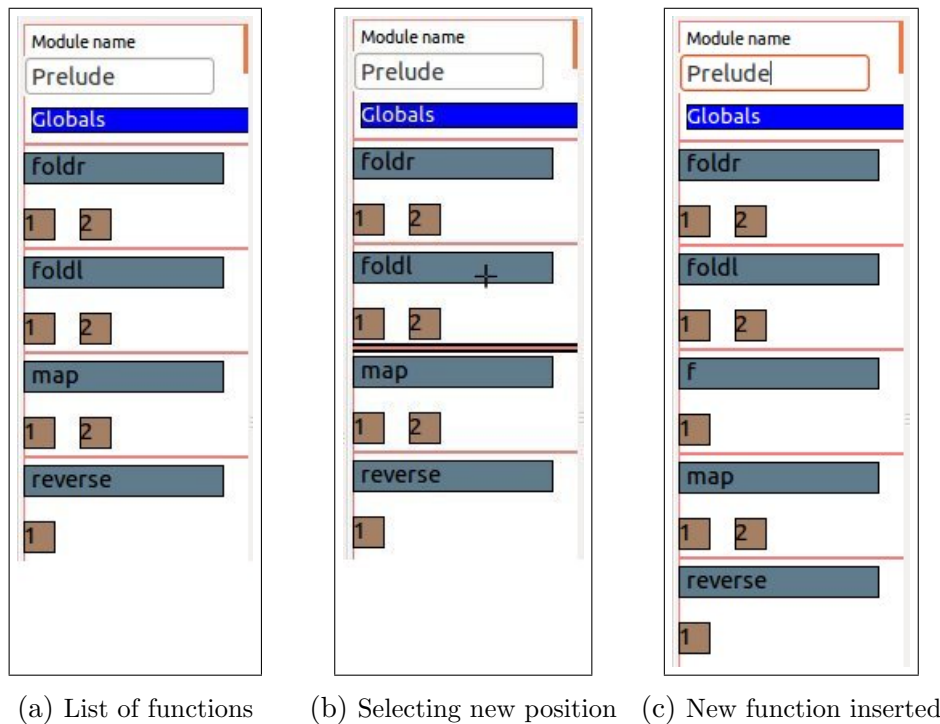 Module name
Prelude
Globals
foldr
1 2
foldl
1 2
map
1 2
reverse
1
(a) List of functions
Module name
Prelude
Globals
foldr
1 2
foldl
1 2
map
1 2
reverse
1
(b) Selecting new position
Module name
Prelude
Globals
foldr
1 2
foldl
1 2
f
1
map
1 2
reverse
1
(c) New function inserted